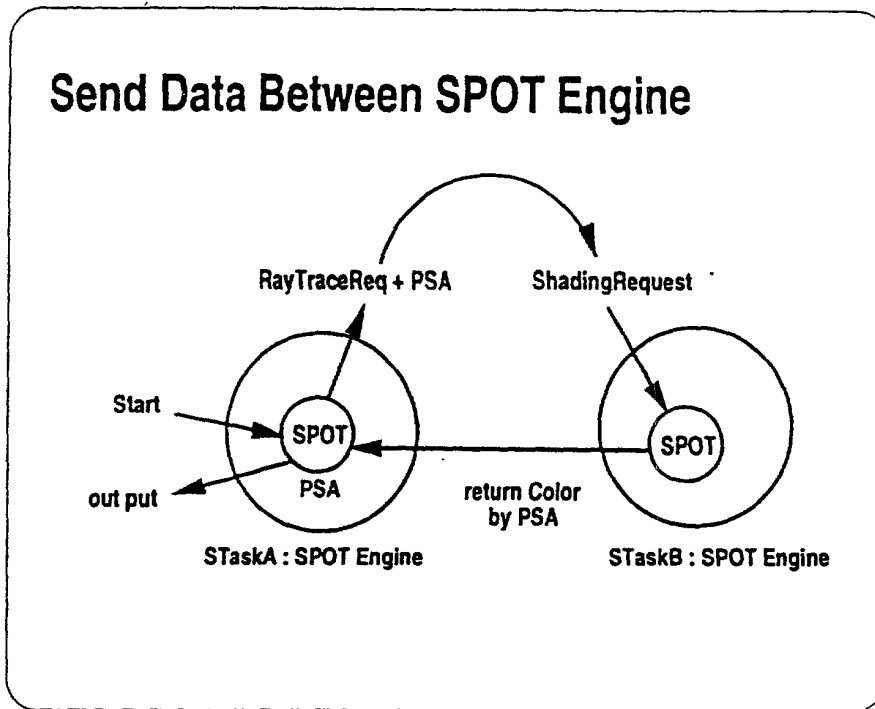 Send Data Between SPOT Engine
RayTraceReq + PSA
ShadingRequest
Start
SPOT
SPOT
out put
PSA
return Color
by PSA
STaskA : SPOT Engine
STaskB : SPOT Engine